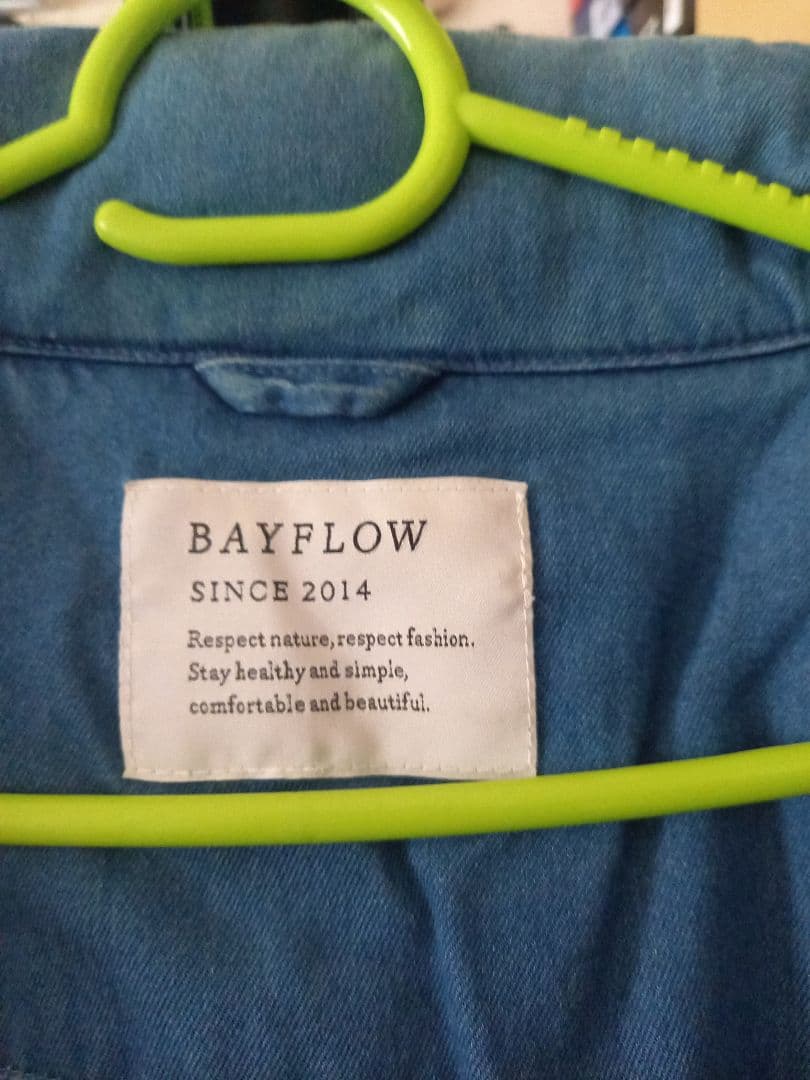 BAYFLOW
SINCE 2014
Respect nature, respect fashion.
Stay healthy and simple,
comfortable and beautiful.